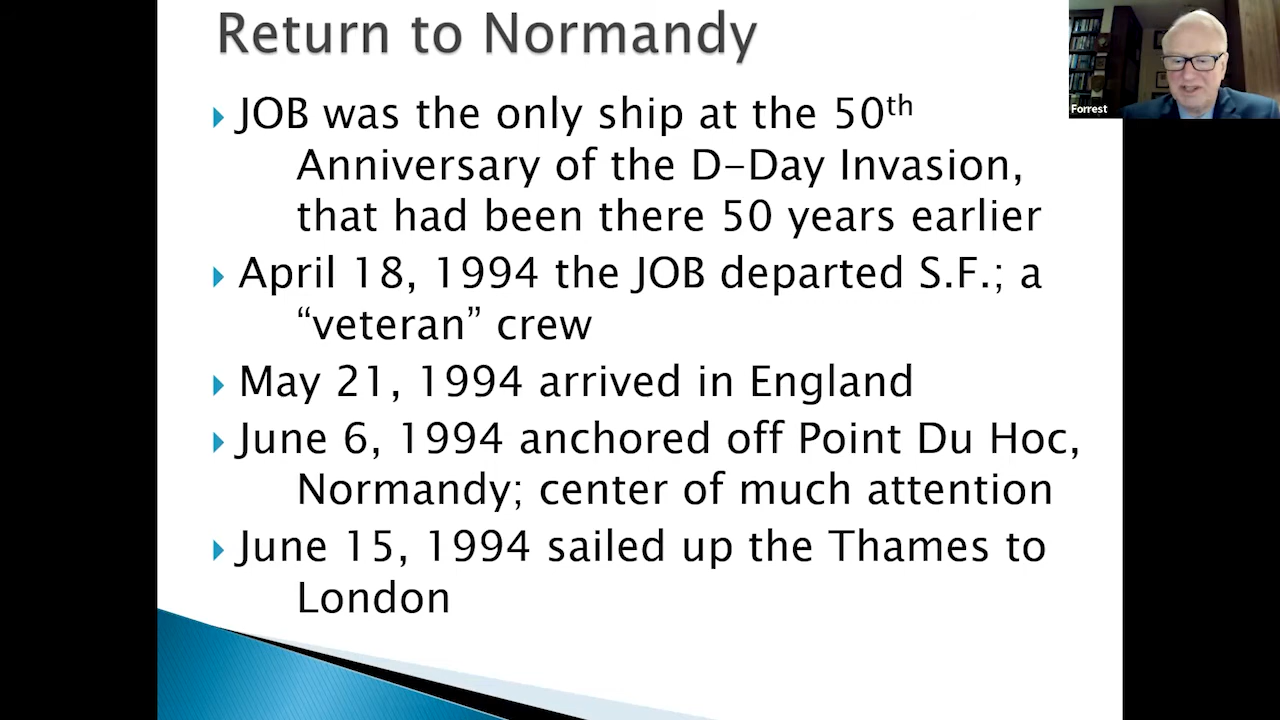 Return to Normandy
JOB was the only ship at the 50th
Anniversary of the D-Day Invasion,
that had been there 50 years earlier
April 18, 1994 the JOB departed S.F.; a
“veteran” crew
May 21, 1994 arrived in England
June 6, 1994 anchored off Point Du Hoc,
Normandy; center of much attention
June 15, 1994 sailed up the Thames to
London
Forrest